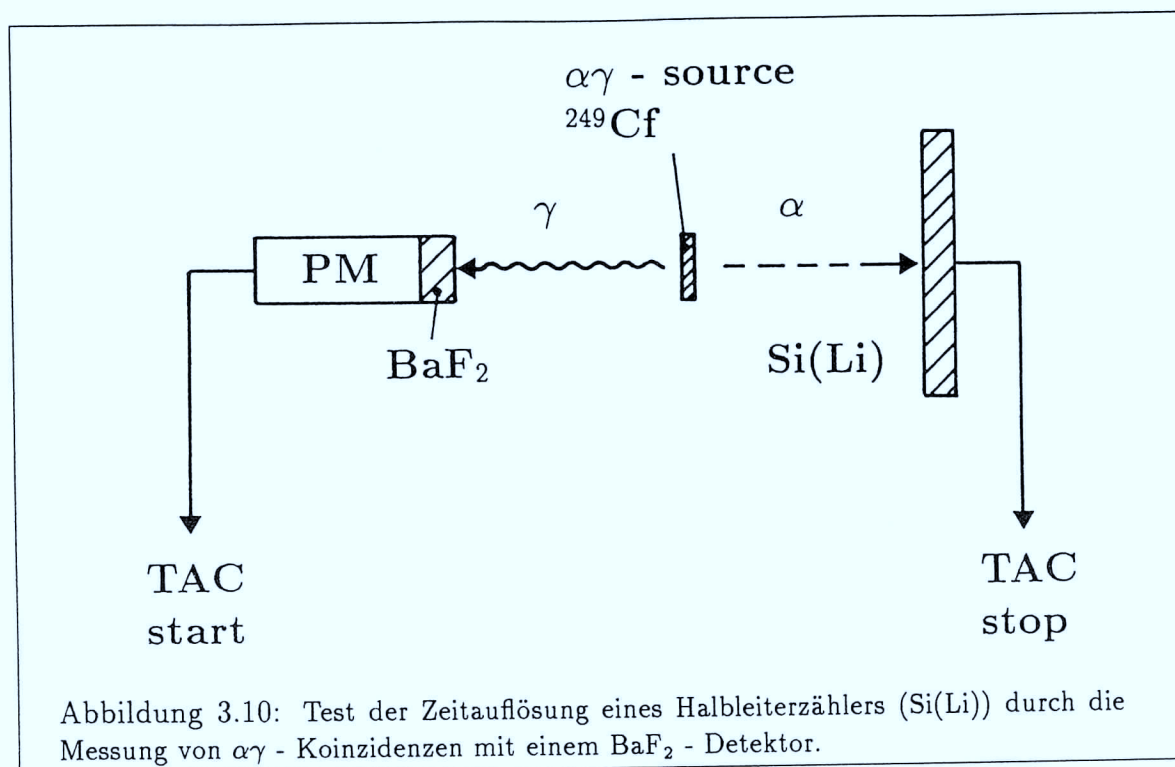 αγ - source
²⁴⁹Cf
γ
α
PM
BaF₂
Si(Li)
TAC
start
TAC
stop
Abbildung 3.10: Test der Zeitauflösung eines Halbleiterzählers (Si(Li)) durch die
Messung von αγ - Koinzidenzen mit einem BaF₂ - Detektor.